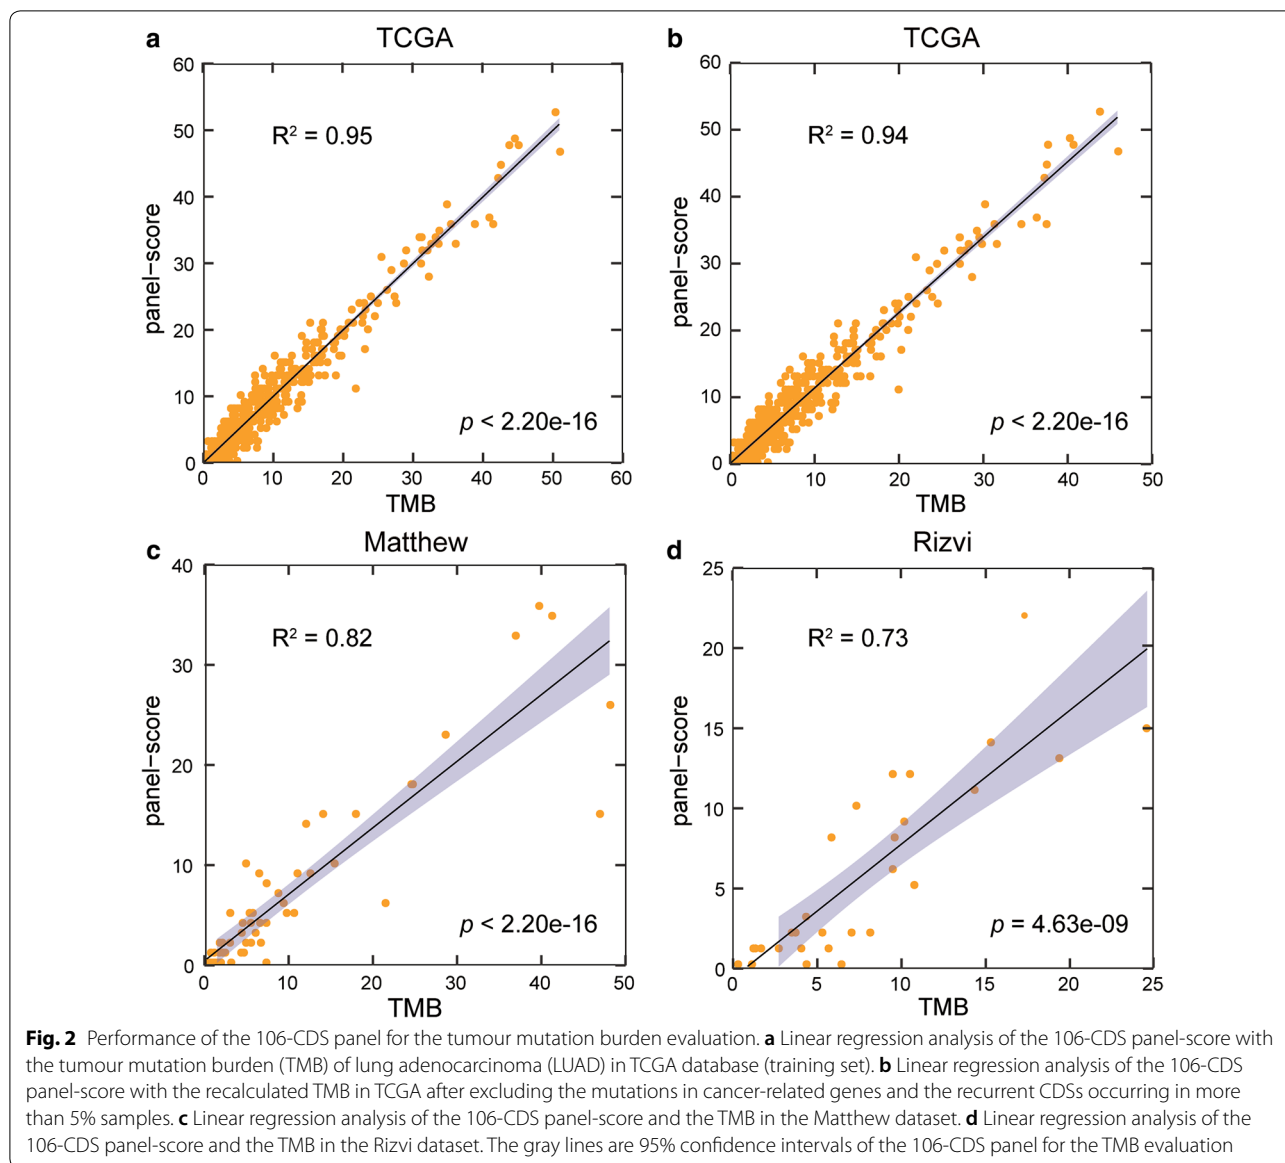 a
TCGA
60
50
40
30
20
10
0
panel–score
R² = 0.95
p < 2.20e-16
0 10 20 30 40 50 60
TMB
b
TCGA
60
50
40
30
20
10
0
panel–score
R² = 0.94
p < 2.20e-16
0 10 20 30 40 50
TMB
c
Matthew
40
30
20
10
0
panel–score
R² = 0.82
p < 2.20e-16
0 10 20 30 40 50
TMB
d
Rizvi
25
20
15
10
5
0
panel–score
R² = 0.73
p = 4.63e-09
0 5 10 15 20 25
TMB
Fig. 2 Performance of the 106-CDS panel for the tumour mutation burden evaluation. a Linear regression analysis of the 106-CDS panel-score with
the tumour mutation burden (TMB) of lung adenocarcinoma (LUAD) in TCGA database (training set). b Linear regression analysis of the 106-CDS
panel-score with the recalculated TMB in TCGA after excluding the mutations in cancer-related genes and the recurrent CDSs occurring in more
than 5% samples. c Linear regression analysis of the 106-CDS panel-score and the TMB in the Matthew dataset. d Linear regression analysis of the
106-CDS panel-score and the TMB in the Rizvi dataset. The gray lines are 95% confidence intervals of the 106-CDS panel for the TMB evaluation